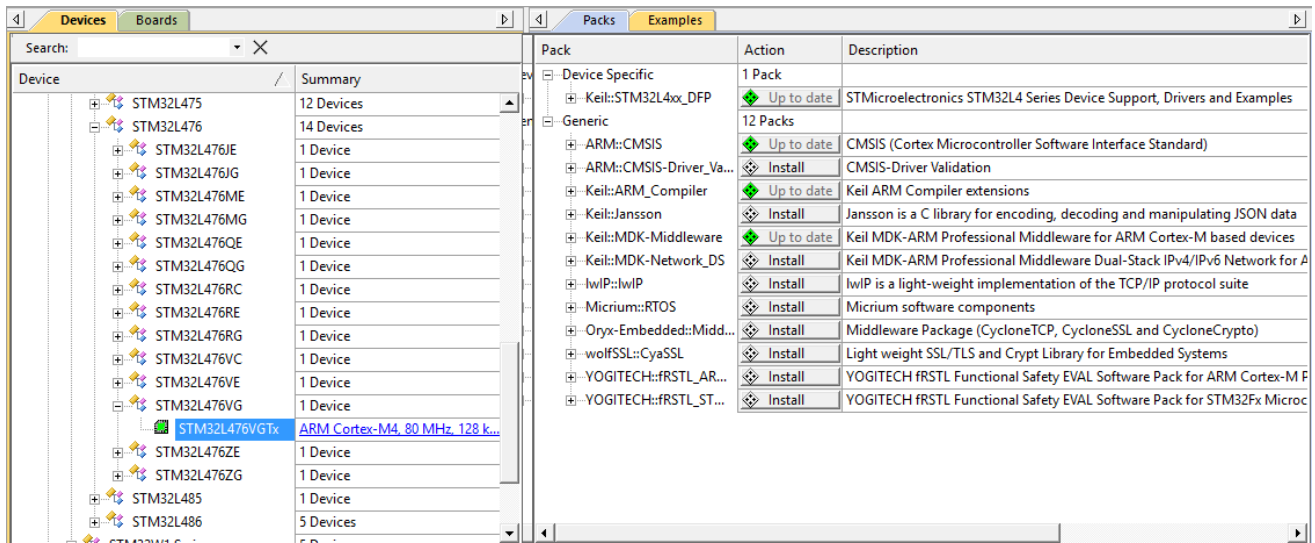 Devices Boards
Search:
Device Summary
STM32L475 12 Devices
STM32L476 14 Devices
STM32L476JE 1 Device
STM32L476JG 1 Device
STM32L476ME 1 Device
STM32L476MG 1 Device
STM32L476QE 1 Device
STM32L476QG 1 Device
STM32L476RC 1 Device
STM32L476RE 1 Device
STM32L476RG 1 Device
STM32L476VC 1 Device
STM32L476VE 1 Device
STM32L476VG 1 Device
STM32L476VGTx ARM Cortex-M4, 80 MHz, 128 k...
STM32L476ZE 1 Device
STM32L476ZG 1 Device
STM32L485 1 Device
STM32L486 5 Devices
Packs Examples
Pack Action Description
Device Specific 1 Pack
Keil::STM32L4xx_DFP Up to date STMicroelectronics STM32L4 Series Device Support, Drivers and Examples
Generic 12 Packs
ARM::CMSIS Up to date CMSIS (Cortex Microcontroller Software Interface Standard)
ARM::CMSIS-Driver_Va... Install CMSIS-Driver Validation
Keil::ARM_Compiler Up to date Keil ARM Compiler extensions
Keil::Jansson Install Jansson is a C library for encoding, decoding and manipulating JSON data
Keil::MDK-Middleware Up to date Keil MDK-ARM Professional Middleware for ARM Cortex-M based devices
Keil::MDK-Network_DS Install Keil MDK-ARM Professional Middleware Dual-Stack IPv4/IPv6 Network for A
lwIP::lwIP Install lwIP is a light-weight implementation of the TCP/IP protocol suite
Micrium::RTOS Install Micrium software components
Oryx-Embedded::Midd... Install Middleware Package (CycloneTCP, CycloneSSL and CycloneCrypto)
wolfSSL::CyaSSL Install Light weight SSL/TLS and Crypt Library for Embedded Systems
YOGITECH::fRSTL_AR... Install YOGITECH fRSTL Functional Safety EVAL Software Pack for ARM Cortex-M P
YOGITECH::fRSTL_ST... Install YOGITECH fRSTL Functional Safety EVAL Software Pack for STM32Fx Microc